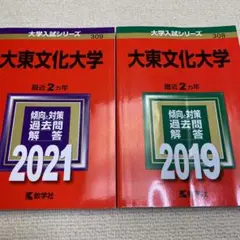 大学入試シリーズ
309
大東文化大学
最近2カ年
傾向と対策
過去問
解答
2021
教学社
大学入試シリーズ
308
大東文化大学
最近2カ年
傾向と対策
過去問
解答
2019
教学社